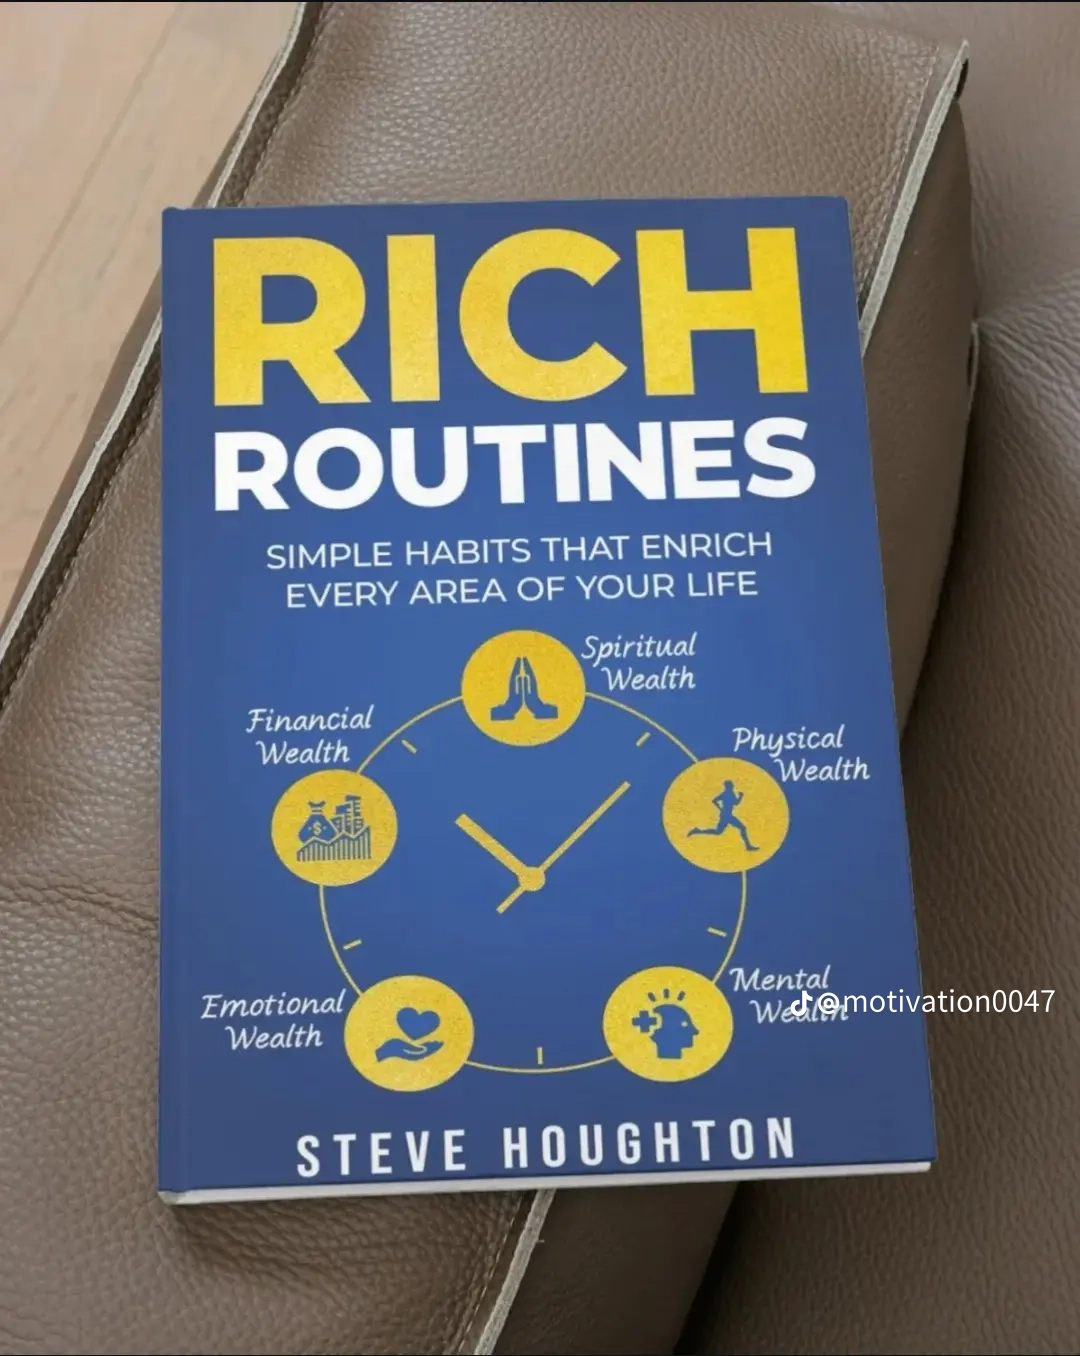 RICH
ROUTINES
SIMPLE HABITS THAT ENRICH
EVERY AREA OF YOUR LIFE
Spiritual
Wealth
Financial
Wealth
Physical
Wealth
$
Emotional
Wealth
Mental
Wealth
@motivation0047
STEVE HOUGHTON